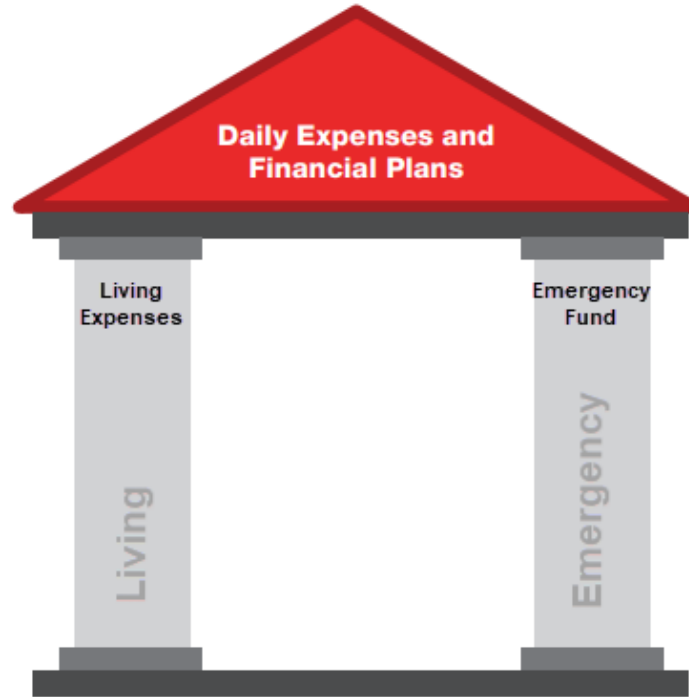 Daily Expenses and
Financial Plans
Living
Expenses
Emergency
Fund
Living
Emergency